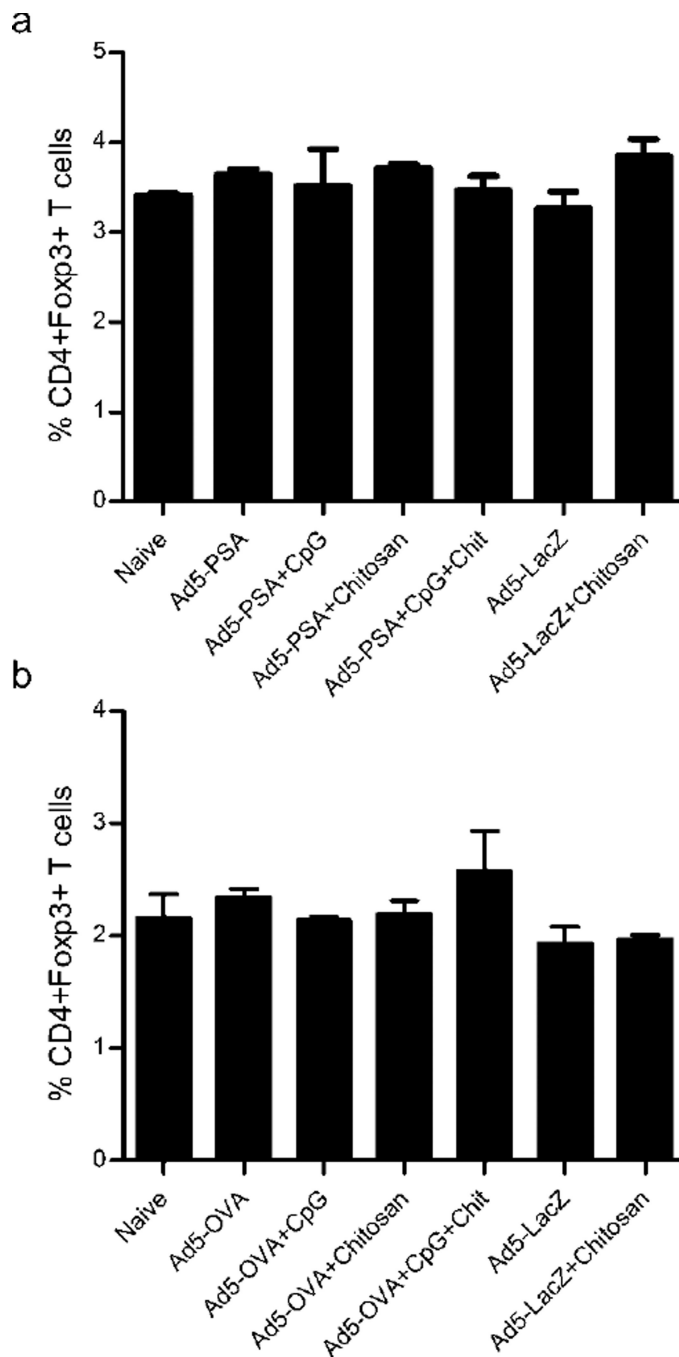 a
% CD4+Foxp3+ T cells
5
4
3
2
1
0
Naive
Ad5-PSA
Ad5-PSA+CpG
Ad5-PSA+Chitosan
Ad5-PSA+CpG+Chit
Ad5-LacZ
Ad5-LacZ+Chitosan
b
% CD4+Foxp3+ T cells
4
3
2
1
0
Naive
Ad5-OVA
Ad5-OVA+CpG
Ad5-OVA+Chitosan
Ad5-OVA+CpG+Chit
Ad5-LacZ
Ad5-LacZ+Chitosan